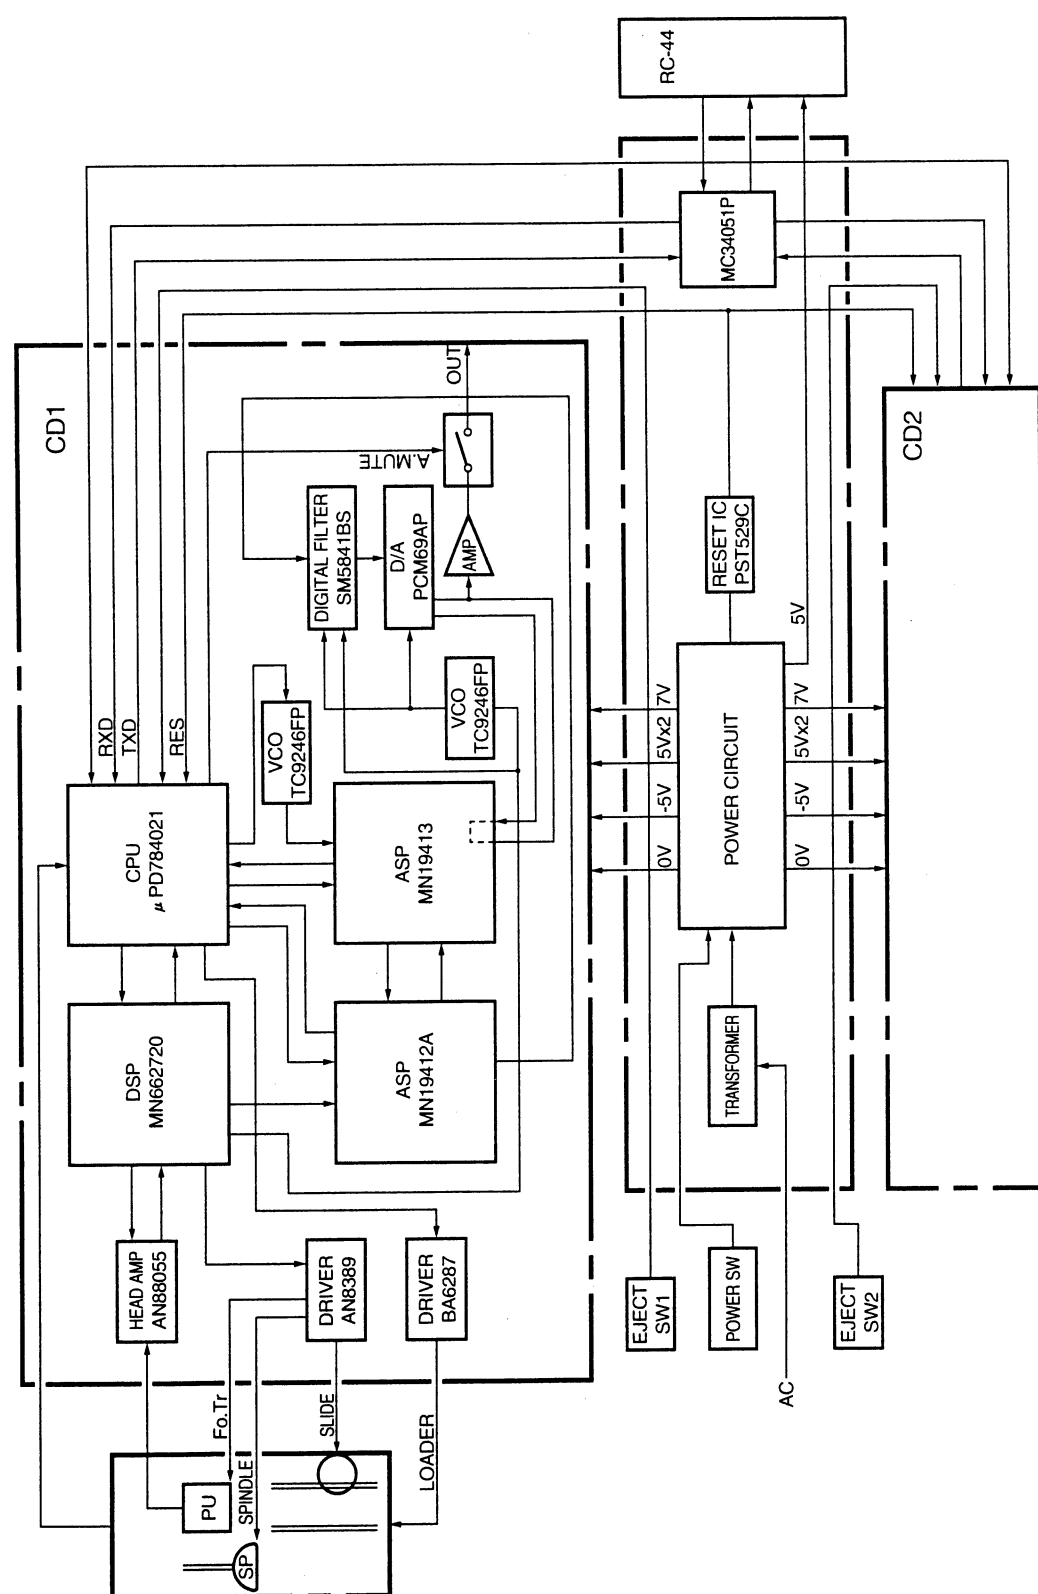 RC-44
MC34051P
CD1
OUT
A.MUTE
DIGITAL FILTER
SM5841BS
D/A
PCM69AP
AMP
RXD
TXD
RES
VCO
TC9246FP
VCO
TC9246FP
CPU
μPD784021
ASP
MN19413
DSP
MN662720
ASP
MN19412A
HEAD AMP
AN88055
DRIVER
AN8389
DRIVER
BA6287
Fo.Tr
SPINDLE
SLIDE
LOADER
PU
SP
CD2
RESET IC
PST529C
5V
7V
5Vx2
-5V
0V
POWER CIRCUIT
7V
5Vx2
-5V
0V
TRANSFORMER
EJECT
SW1
POWER SW
EJECT
SW2
AC